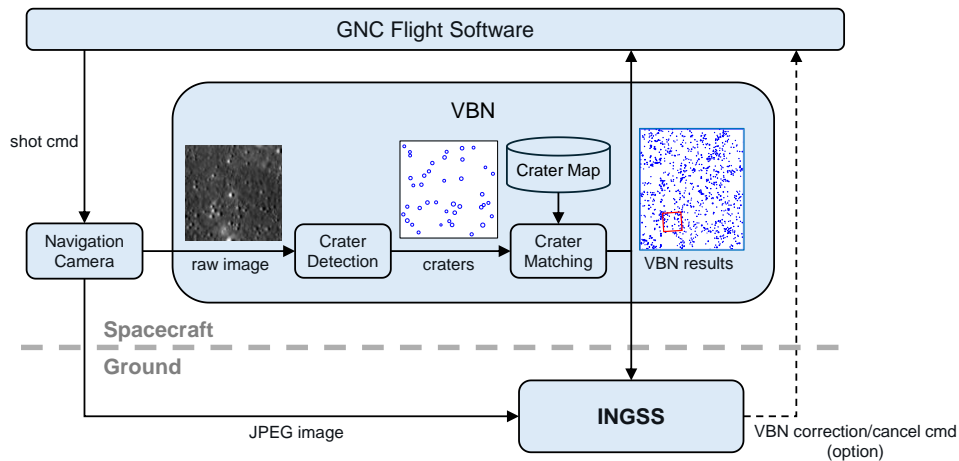 GNC Flight Software
VBN
shot cmd
Crater Map
Navigation
Camera
raw image
Crater
Detection
craters
Crater
Matching
VBN results
Spacecraft
Ground
JPEG image
INGSS
VBN correction/cancel cmd
(option)